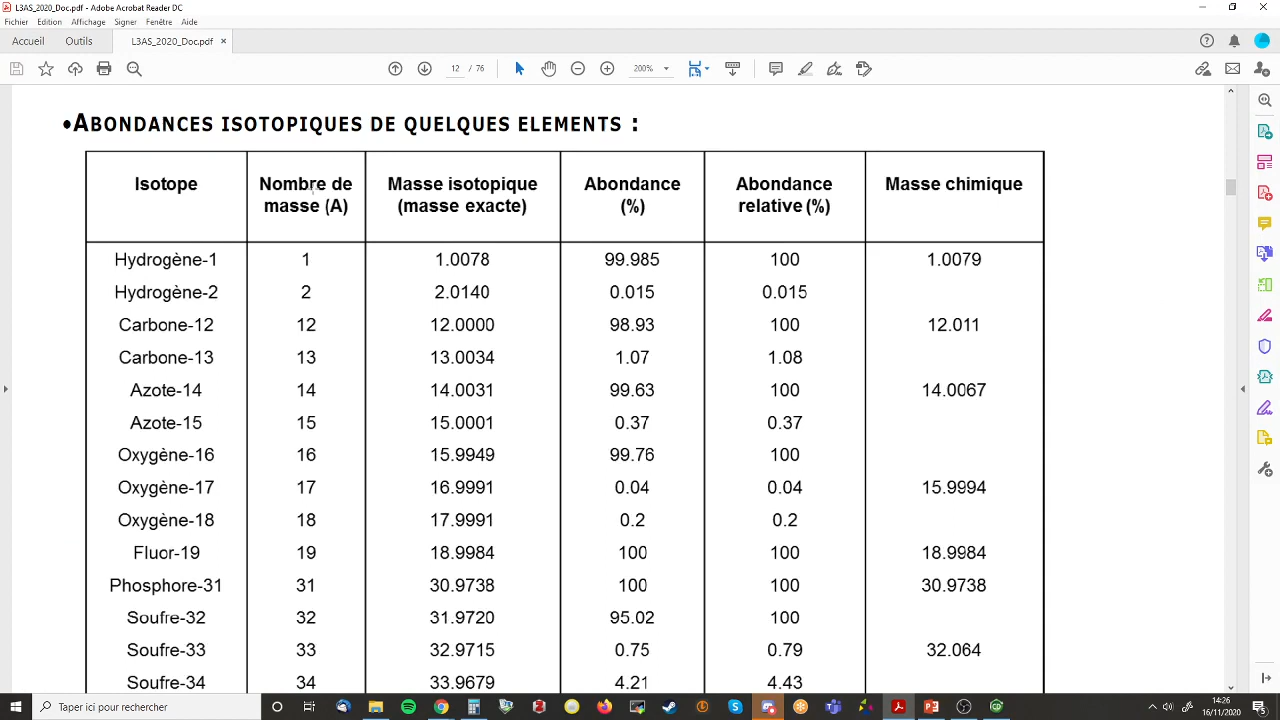 L3AS_2020_Doc.pdf - Adobe Acrobat Reader DC
Fichier Edition Affichage Signer Fenêtre Aide
Accueil Outils L3AS_2020_Doc.pdf ×
12 / 76 200%
•ABONDANCES ISOTOPIQUES DE QUELQUES ELEMENTS :
Isotope Nombre de masse (A) Masse isotopique (masse exacte) Abondance (%) Abondance relative (%) Masse chimique
Hydrogène-1 1 1.0078 99.985 100 1.0079
Hydrogène-2 2 2.0140 0.015 0.015
Carbone-12 12 12.0000 98.93 100 12.011
Carbone-13 13 13.0034 1.07 1.08
Azote-14 14 14.0031 99.63 100 14.0067
Azote-15 15 15.0001 0.37 0.37
Oxygène-16 16 15.9949 99.76 100
Oxygène-17 17 16.9991 0.04 0.04 15.9994
Oxygène-18 18 17.9991 0.2 0.2
Fluor-19 19 18.9984 100 100 18.9984
Phosphore-31 31 30.9738 100 100 30.9738
Soufre-32 32 31.9720 95.02 100
Soufre-33 33 32.9715 0.75 0.79 32.064
Soufre-34 34 33.9679 4.21 4.43
Taper ici pour rechercher
14:26
16/11/2020